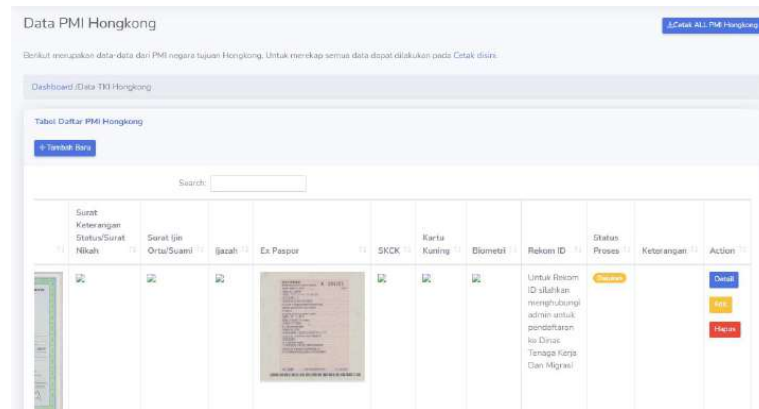 Data PMI Hongkong
Cetak ALL PMI Hongkong
Berikut merupakan data-data dari PMI negara tujuan Hongkong. Untuk merekap semua data dapat dilakukan pada Cetak disini.
Dashboard /Data TKI Hongkong
Tabel Daftar PMI Hongkong
+ Tambah Baru
Search:
Surat
Keterangan
Status/Surat
Nikah
Surat Ijin
Ortu/Suami
Ijazah
Ex Paspor
SKCK
Karta
Kuning
Biometri
Rekom ID
Status
Proses
Keterangan
Action
Untuk Rekom
ID silahkan
menghubungi
admin untuk
pendaftaran
ke Dinas
Tenaga Kerja
Dan Migrasi
Detail
Hapus